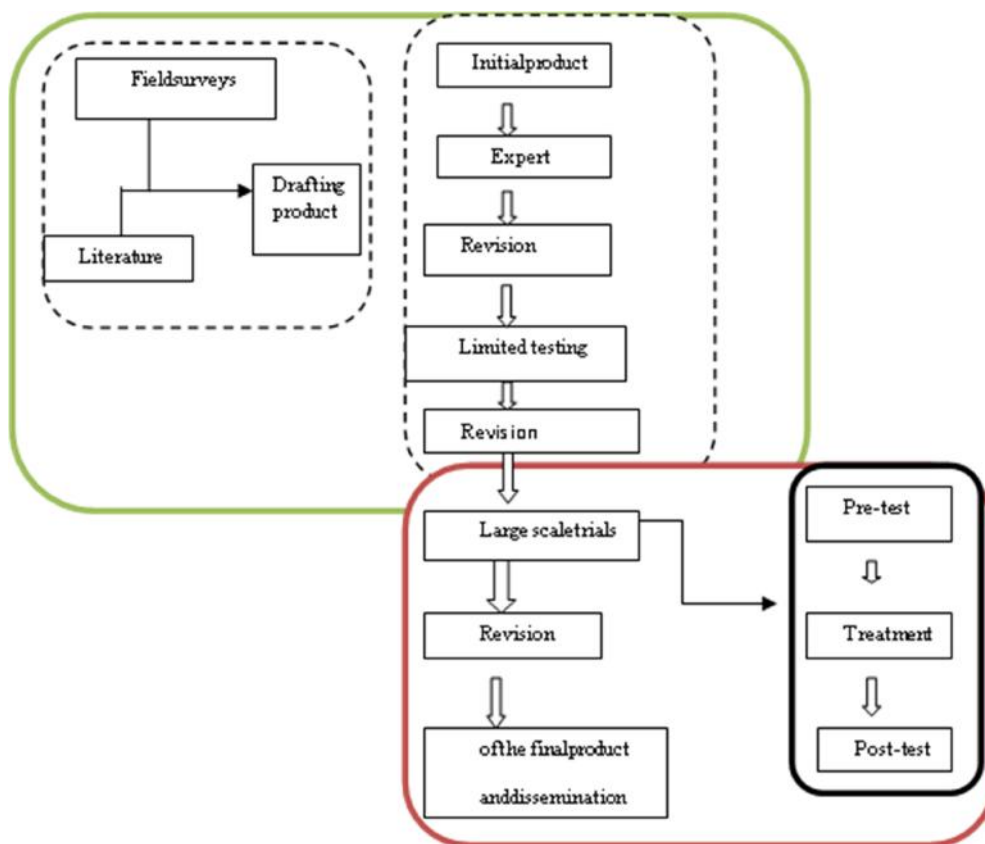 Fieldsurveys
Drafting
product
Literature
Initialproduct
Expert
Revision
Limited testing
Revision
Large scaletrials
Revision
ofthe finalproduct
anddissemination
Pre-test
Treatment
Post-test